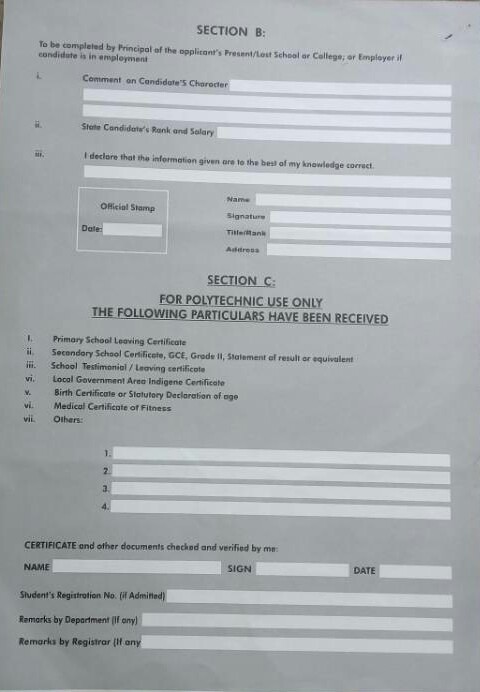 SECTION B:
To be completed by Principal of the applicant's Present/Last School or College; or Employer if
candidate is in employment
i. Comment on Candidate'S Character
ii. State Candidate's Rank and Salary
iii. I declare that the information given are to the best of my knowledge correct.
Official Stamp
Date:
Name
Signature
Title/Rank
Address
SECTION C:
FOR POLYTECHNIC USE ONLY
THE FOLLOWING PARTICULARS HAVE BEEN RECEIVED
I. Primary School Leaving Certificate
ii. Secondary School Certificate, GCE, Grade II, Statement of result or equivalent
iii. School Testimonial / Leaving certificate
vi. Local Government Area Indigene Certificate
v. Birth Certificate or Statutory Declaration of age
vi. Medical Certificate of Fitness
vii. Others:
1.
2.
3.
4.
CERTIFICATE and other documents checked and verified by me:
NAME SIGN DATE
Student's Registration No. (if Admitted)
Remarks by Department (If any)
Remarks by Registrar (If any